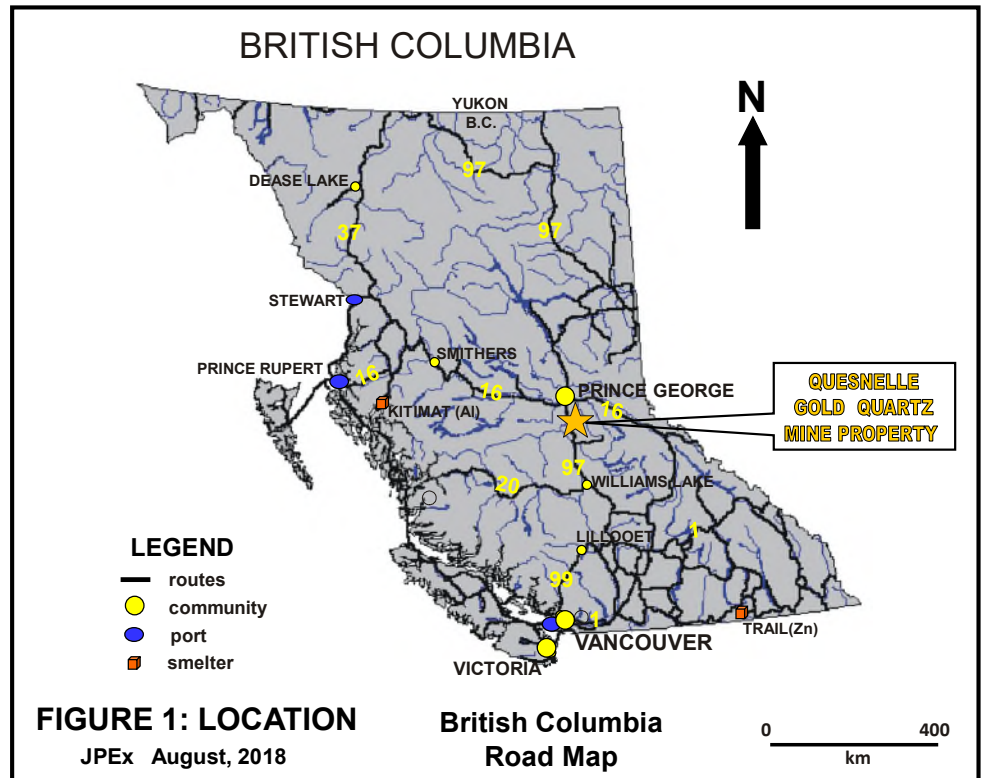 BRITISH COLUMBIA
YUKON
B.C.
N
97
DEASE LAKE
37
97
STEWART
SMITHERS
PRINCE RUPERT
16
16
PRINCE GEORGE
16
KITIMAT (Al)
QUESNELLE
GOLD QUARTZ
MINE PROPERTY
97
20
WILLIAMS LAKE
1
LILLOOET
99
1
VANCOUVER
TRAIL(Zn)
VICTORIA
LEGEND
routes
community
port
smelter
FIGURE 1: LOCATION
JPEx August, 2018
British Columbia
Road Map
0 400
km